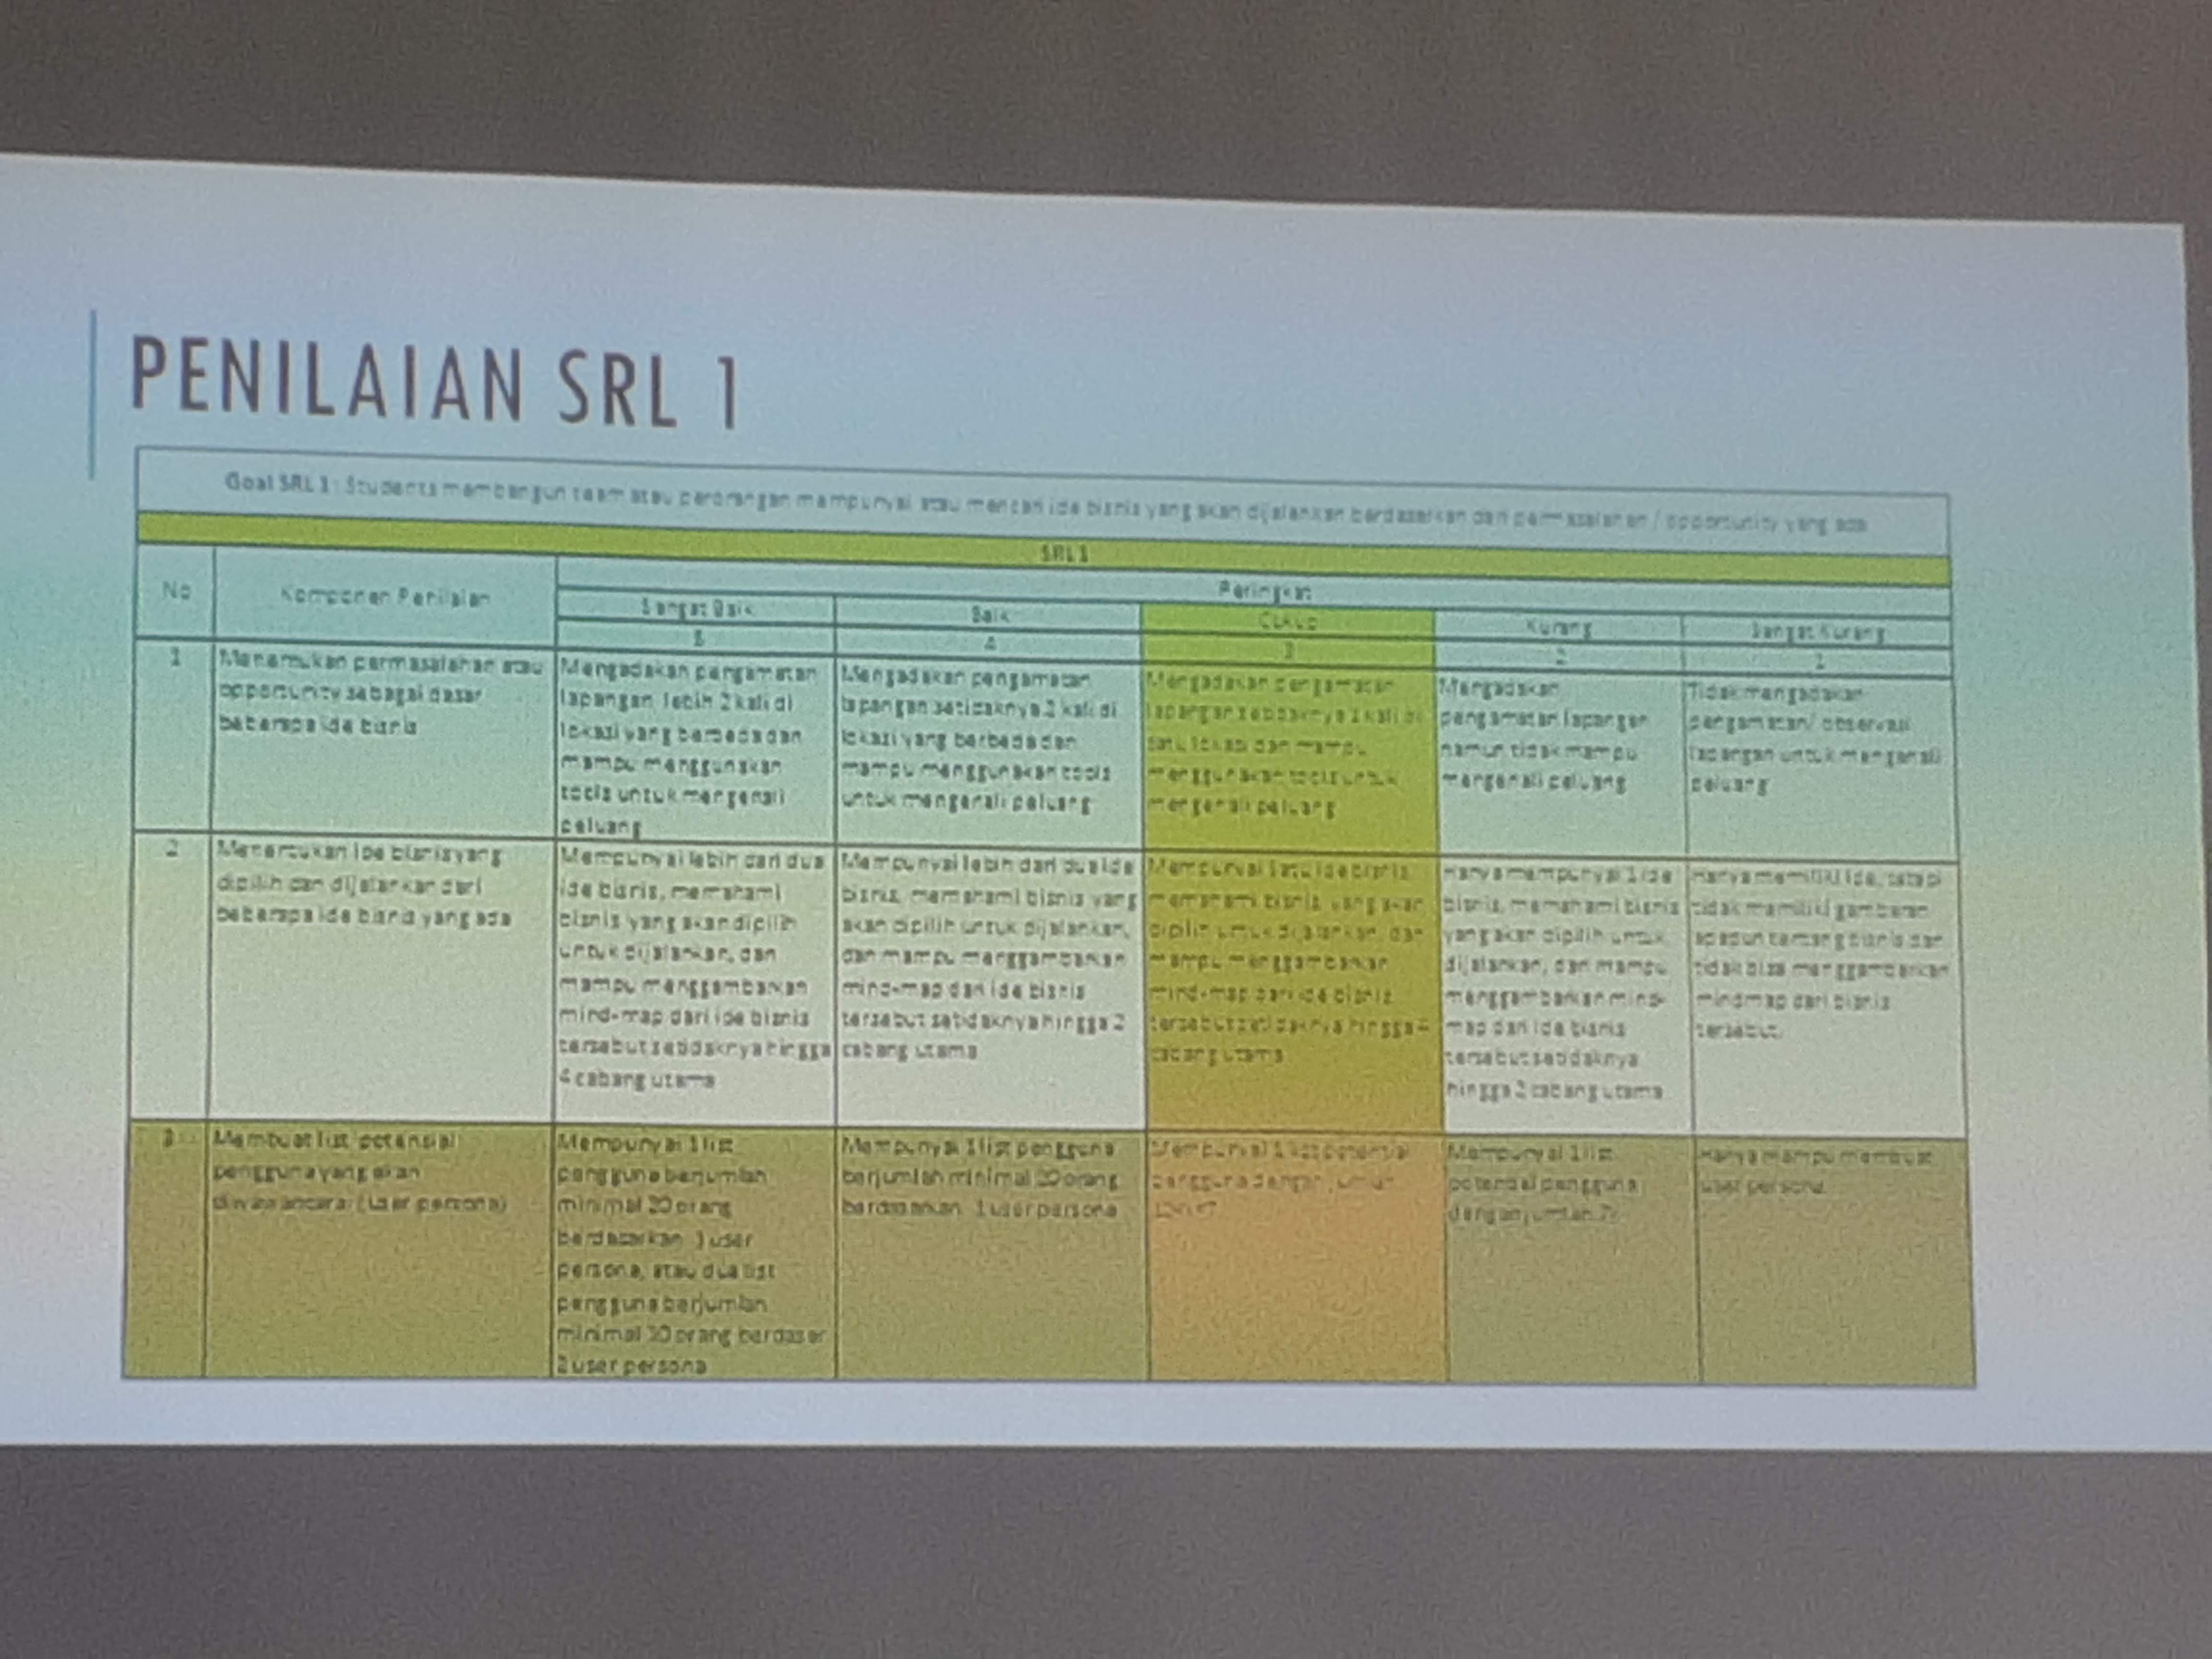 PENILAIAN SRL 1
Goal SRL 1: Students membangun team atau perorangan mempunyai atau mencari ide bisnis yang akan dijalankan berdasarkan dari permasalahan / opportunity yang ada
SRL 1
No
Komponen Penilaian
Peringkat
Sangat Baik
Baik
Cukup
Kurang
Sangat Kurang
5
4
3
2
1
1
Menemukan permasalahan atau
opportunity sebagai dasar
beberapa ide bisnis
Mengadakan pengamatan
lapangan lebih 2 kali di
lokasi yang berbeda dan
mampu menggunakan
tools untuk mengenali
peluang
Mengadakan pengamatan
lapangan setidaknya 2 kali di
lokasi yang berbeda dan
mampu menggunakan tools
untuk mengenali peluang
Mengadakan pengamatan
lapangan setidaknya 1 kali di
satu lokasi dan mampu
menggunakan tools untuk
mengenali peluang
Mengadakan
pengamatan lapangan
namun tidak mampu
mengenali peluang
Tidak mengadakan
pengamatan/ observasi
lapangan untuk mengenali
peluang
2
Menentukan ide bisnis yang
dipilih dan dijalankan dari
beberapa ide bisnis yang ada
Mempunyai lebih dari dua
ide bisnis, memahami
bisnis yang akan dipilih
untuk dijalankan, dan
mampu menggambarkan
mind-map dari ide bisnis
tersebut setidaknya hingga
4 cabang utama
Mempunyai lebih dari dua ide
bisnis, memahami bisnis yang
akan dipilih untuk dijalankan,
dan mampu menggambarkan
mind-map dari ide bisnis
tersebut setidaknya hingga 2
cabang utama
Mempunyai satu ide bisnis,
memahami bisnis yang akan
dipilih untuk dijalankan, dan
mampu menggambarkan
mind-map dari ide bisnis
tersebut setidaknya hingga 4
cabang utama
Hanya mempunyai 1 ide
bisnis, memahami bisnis
yang akan dipilih untuk
dijalankan, dan mampu
menggambarkan mind-
map dari ide bisnis
tersebut setidaknya
hingga 2 cabang utama
Hanya memiliki ide, tetapi
tidak memiliki gambaran
apapun tentang bisnis dan
tidak bisa menggambarkan
mindmap dari bisnis
tersebut.
3
Membuat list potensial
pengguna yang akan
diwawancarai (user persona)
Mempunyai 1 list
pengguna berjumlah
minimal 20 orang
berdasarkan user
persona, atau dua list
pengguna berjumlah
minimal orang berdasar
2 user persona
Mempunyai 1 list pengguna
berjumlah minimal 20 orang
berdasarkan 1 user persona
Mempunyai 1 list potensial
pengguna dengan jumlah
Mempunyai 1 list
potensial pengguna
dengan jumlah
Hanya mampu membuat
user persona